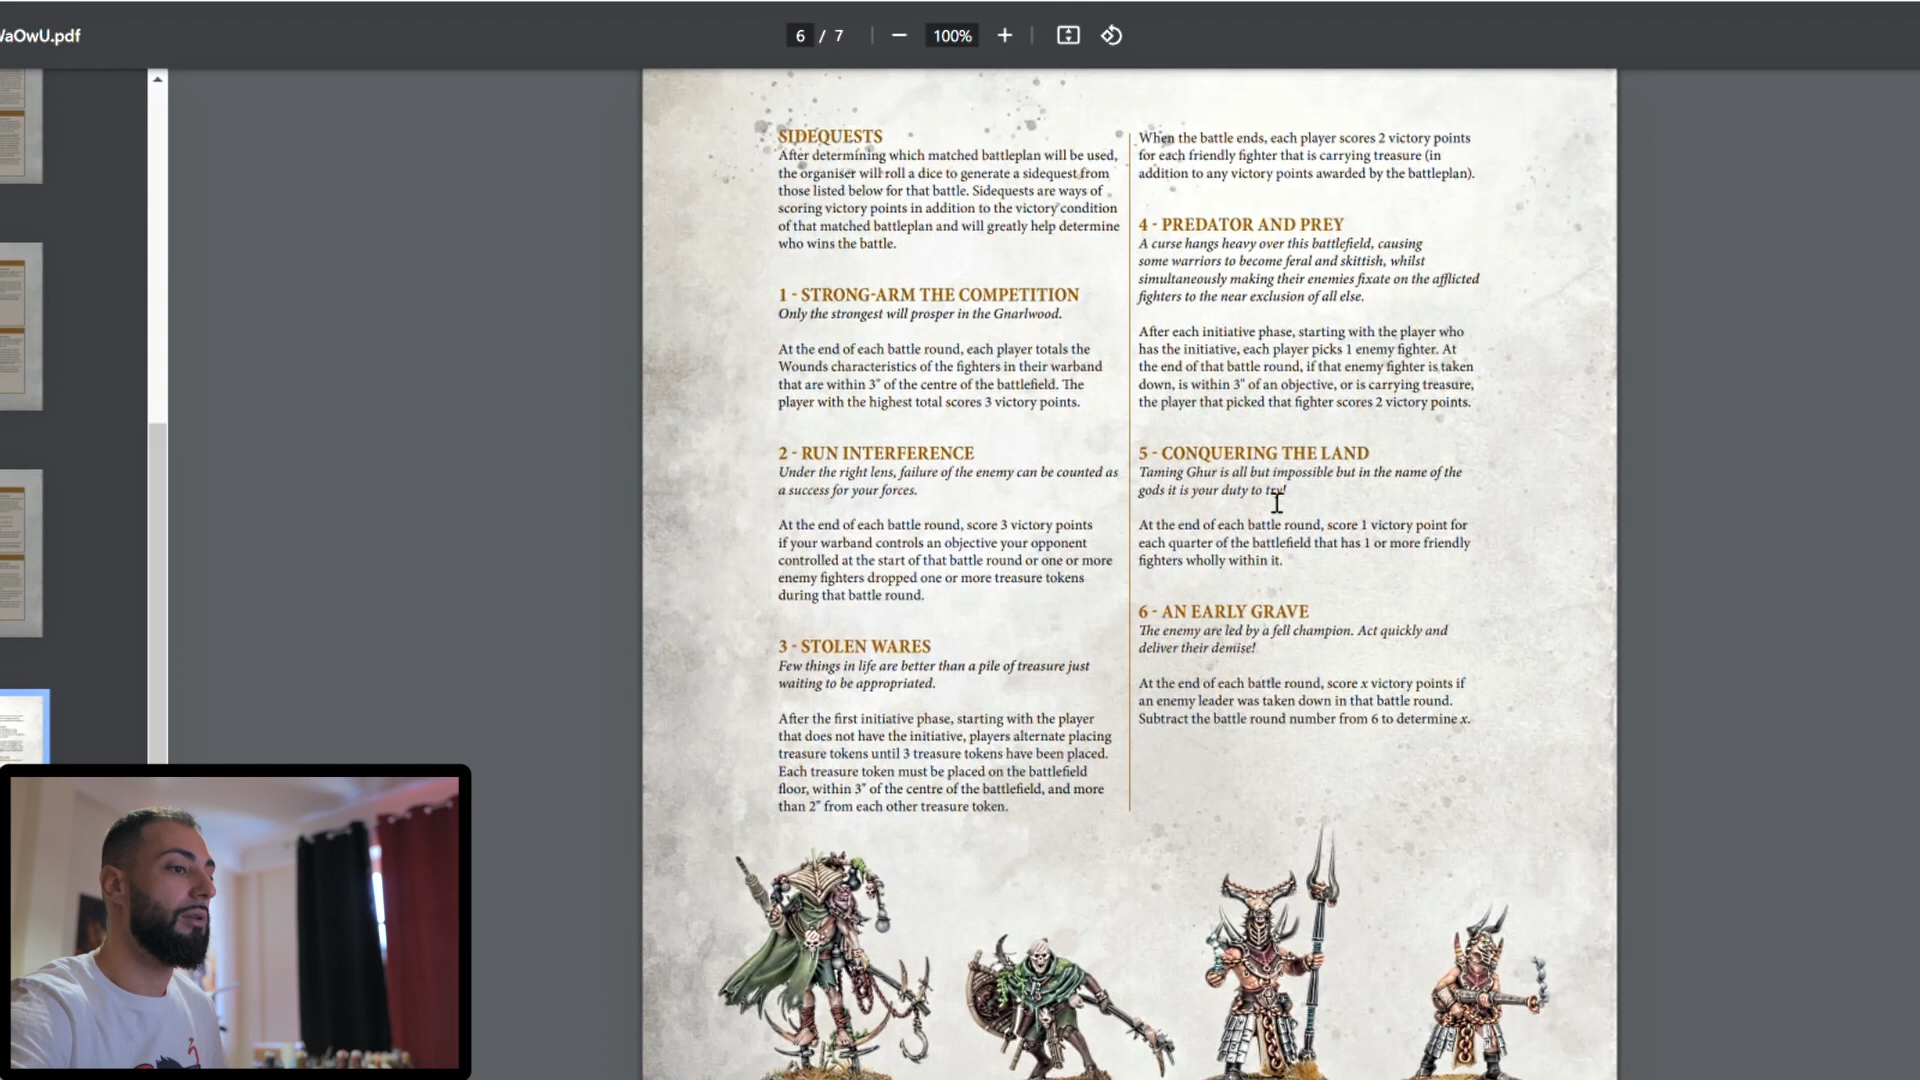 VaOwU.pdf
6 / 7
100%
SIDEQUESTS
After determining which matched battleplan will be used,
the organiser will roll a dice to generate a sidequest from
those listed below for that battle. Sidequests are ways of
scoring victory points in addition to the victory condition
of that matched battleplan and will greatly help determine
who wins the battle.
1 - STRONG-ARM THE COMPETITION
Only the strongest will prosper in the Gnarlwood.
At the end of each battle round, each player totals the
Wounds characteristics of the fighters in their warband
that are within 3" of the centre of the battlefield. The
player with the highest total scores 3 victory points.
2 - RUN INTERFERENCE
Under the right lens, failure of the enemy can be counted as
a success for your forces.
At the end of each battle round, score 3 victory points
if your warband controls an objective your opponent
controlled at the start of that battle round or one or more
enemy fighters dropped one or more treasure tokens
during that battle round.
3 - STOLEN WARES
Few things in life are better than a pile of treasure just
waiting to be appropriated.
After the first initiative phase, starting with the player
that does not have the initiative, players alternate placing
treasure tokens until 3 treasure tokens have been placed.
Each treasure token must be placed on the battlefield
floor, within 3" of the centre of the battlefield, and more
than 2" from each other treasure token.
When the battle ends, each player scores 2 victory points
for each friendly fighter that is carrying treasure (in
addition to any victory points awarded by the battleplan).
4 - PREDATOR AND PREY
A curse hangs heavy over this battlefield, causing
some warriors to become feral and skittish, whilst
simultaneously making their enemies fixate on the afflicted
fighters to the near exclusion of all else.
After each initiative phase, starting with the player who
has the initiative, each player picks 1 enemy fighter. At
the end of that battle round, if that enemy fighter is taken
down, is within 3" of an objective, or is carrying treasure,
the player that picked that fighter scores 2 victory points.
5 - CONQUERING THE LAND
Taming Ghur is all but impossible but in the name of the
gods it is your duty to try!
At the end of each battle round, score 1 victory point for
each quarter of the battlefield that has 1 or more friendly
fighters wholly within it.
6 - AN EARLY GRAVE
The enemy are led by a fell champion. Act quickly and
deliver their demise!
At the end of each battle round, score x victory points if
an enemy leader was taken down in that battle round.
Subtract the battle round number from 6 to determine x.